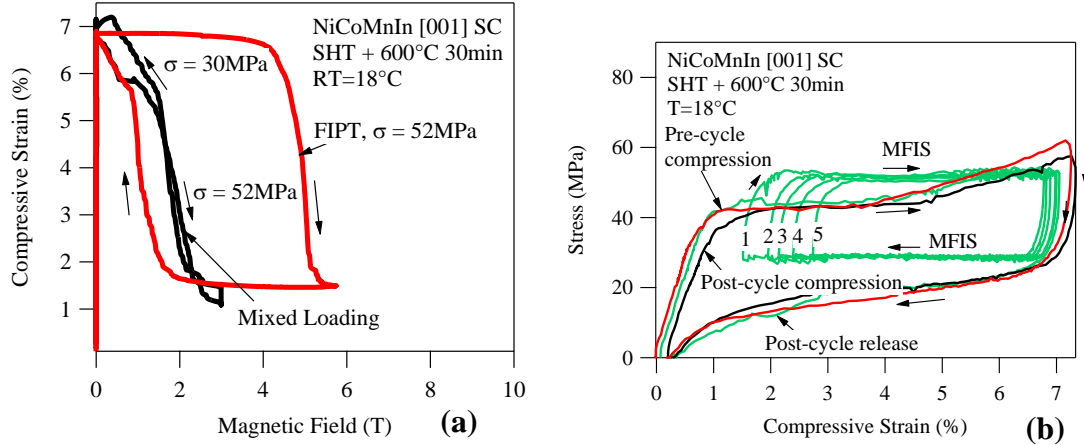 7
6
5
4
3
2
1
Compressive Strain (%)
NiCoMnIn [001] SC
SHT + 600°C 30min
RT=18°C
σ = 30MPa
FIPT, σ = 52MPa
σ = 52MPa
Mixed Loading
0 2 4 6 8 10
Magnetic Field (T)
(a)
80
60
40
20
0
Stress (MPa)
NiCoMnIn [001] SC
SHT + 600°C 30min
T=18°C
Pre-cycle
compression
MFIS
1 2 3 4 5
MFIS
Post-cycle compression
Post-cycle release
0 1 2 3 4 5 6 7
Compressive Strain (%)
(b)